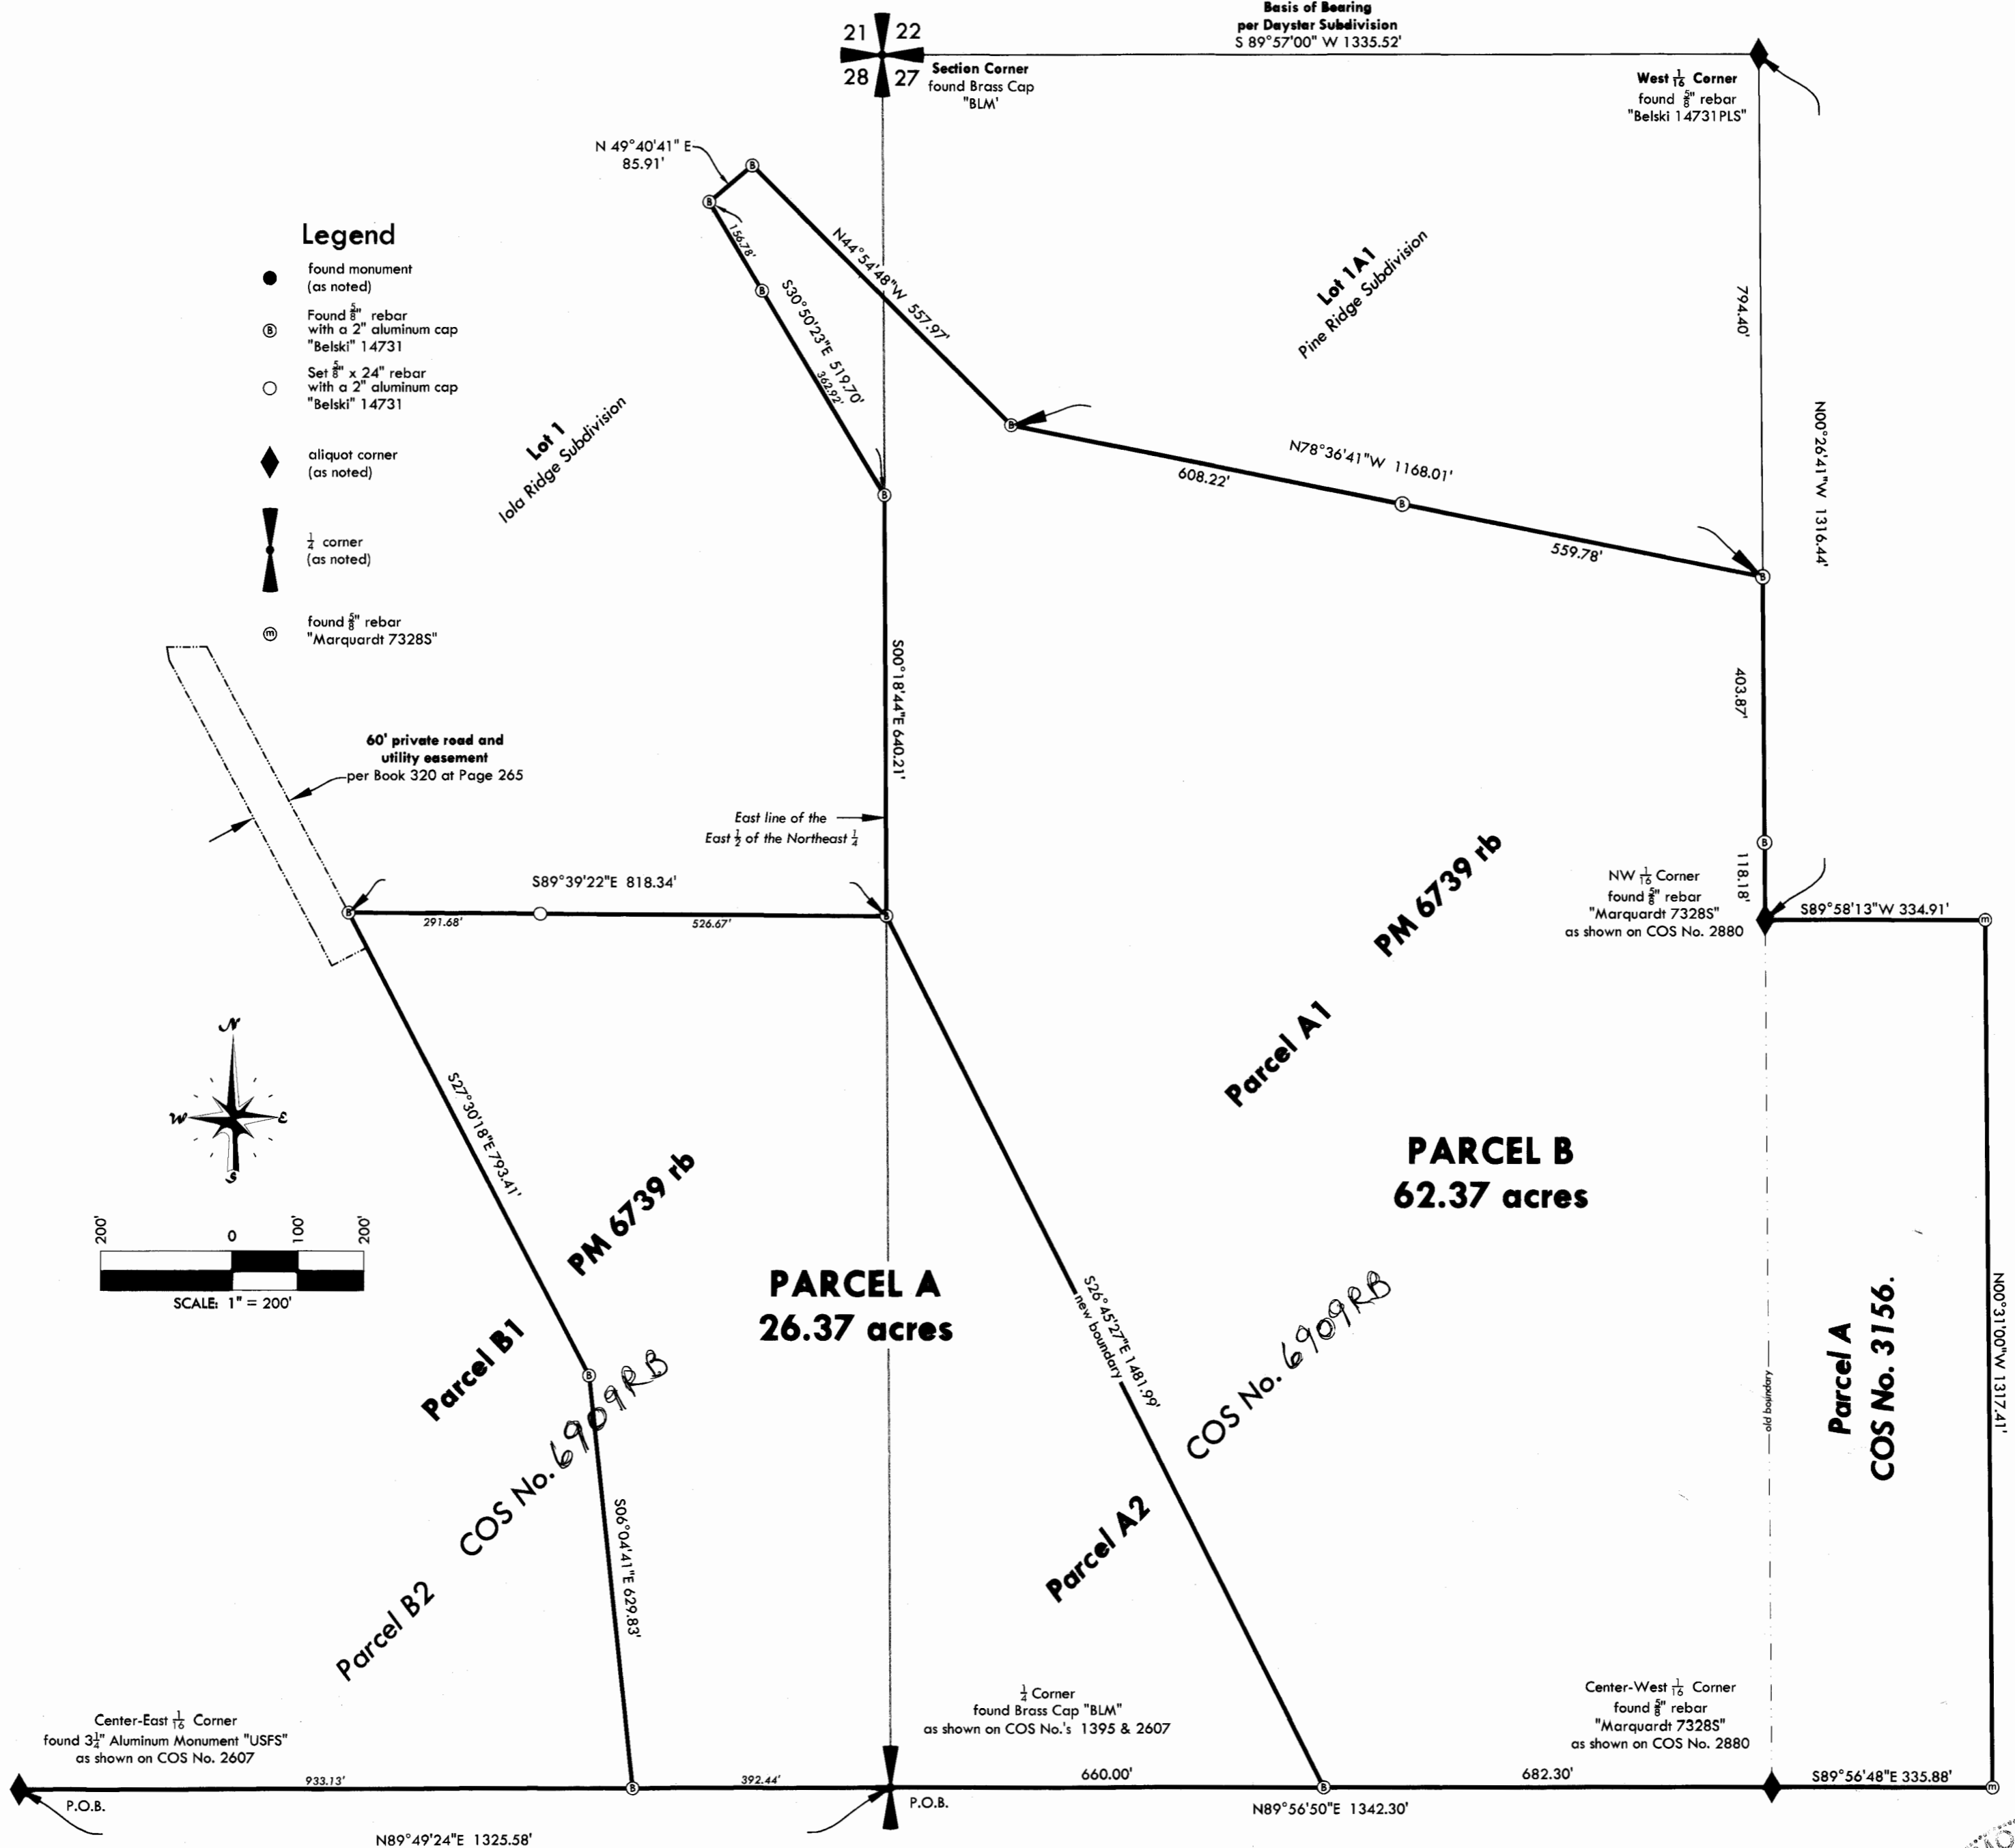 Basis of Bearing
per Daystar Subdivision
S 89°57'00" W 1335.52'
21 22
28 27
Section Corner
found Brass Cap
"BLM'
West 1/16 Corner
found 5/8" rebar
"Belski 14731PLS"
N 49°40'41" E
85.91'
Legend
found monument
(as noted)
B
Found 5/8" rebar
with a 2" aluminum cap
"Belski" 14731
Set 5/8" x 24" rebar
with a 2" aluminum cap
"Belski" 14731
aliquot corner
(as noted)
1/4 corner
(as noted)
m
found 5/8" rebar
"Marquardt 7328S"
156.78'
S30°50'23"E 519.70'
362.92'
N44°54'48"W 557.97'
Lot 1
Iola Ridge Subdivision
Lot 1A1
Pine Ridge Subdivision
794.40'
N00°26'41"W 1316.44'
N78°36'41"W 1168.01'
608.22'
559.78'
403.87'
118.18'
S00°18'44"E 640.21'
60' private road and
utility easement
per Book 320 at Page 265
East line of the
East 1/2 of the Northeast 1/4
S89°39'22"E 818.34'
291.68'
526.67'
NW 1/16 Corner
found 5/8" rebar
"Marquardt 7328S"
as shown on COS No. 2880
S89°58'13"W 334.91'
PM 6739 rb
Parcel A1
PARCEL B
62.37 acres
N
W E
S
200' 0 100' 200'
SCALE: 1" = 200'
S27°30'18"E 793.41'
PM 6739 rb
Parcel B1
PARCEL A
26.37 acres
S26°45'27"E 1481.99'
new boundary
COS No. 6909RB
Parcel A2
old boundary
Parcel A
COS No. 3156.
N00°31'00"W 1317.41'
COS No. 6909RB
Parcel B2
S06°04'41"E 629.83'
Center-East 1/16 Corner
found 3 1/4" Aluminum Monument "USFS"
as shown on COS No. 2607
1/4 Corner
found Brass Cap "BLM"
as shown on COS No.'s 1395 & 2607
Center-West 1/16 Corner
found 5/8" rebar
"Marquardt 7328S"
as shown on COS No. 2880
933.13'
392.44'
660.00'
682.30'
S89°56'48"E 335.88'
P.O.B.
P.O.B.
N89°56'50"E 1342.30'
N89°49'24"E 1325.58'